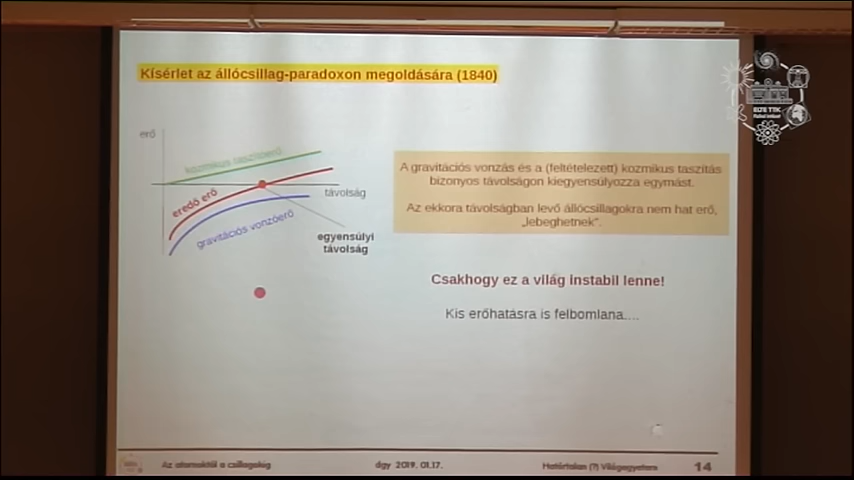 Kísérlet az állócsillag-paradoxon megoldására (1840)
erő
kozmikus taszítóerő
távolság
eredő erő
gravitációs vonzóerő
egyensúlyi
távolság
A gravitációs vonzás és a (feltételezett) kozmikus taszítás
bizonyos távolságon kiegyensúlyozza egymást.
Az ekkora távolságban levő állócsillagokra nem hat erő,
„lebeghetnek”.
Csakhogy ez a világ instabil lenne!
Kis erőhatásra is felbomlana....
Az atomoktól a csillagokig
dgy 2019. 01.17.
Határtalan (?) Világegyetem
14
ELTE TTK